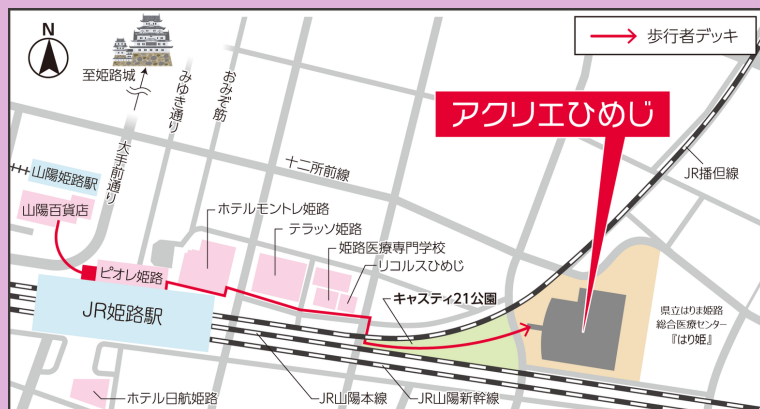 N
歩行者デッキ
至姫路城
みゆき通り
おみぞ筋
アクリエひめじ
大手前通り
十二所前線
JR播但線
山陽姫路駅
山陽百貨店
ホテルモントレ姫路
テラッソ姫路
姫路医療専門学校
リコルスひめじ
ピオレ姫路
キャスティ21公園
JR姫路駅
県立はりま姫路
総合医療センター
『はり姫』
ホテル日航姫路
JR山陽本線
JR山陽新幹線